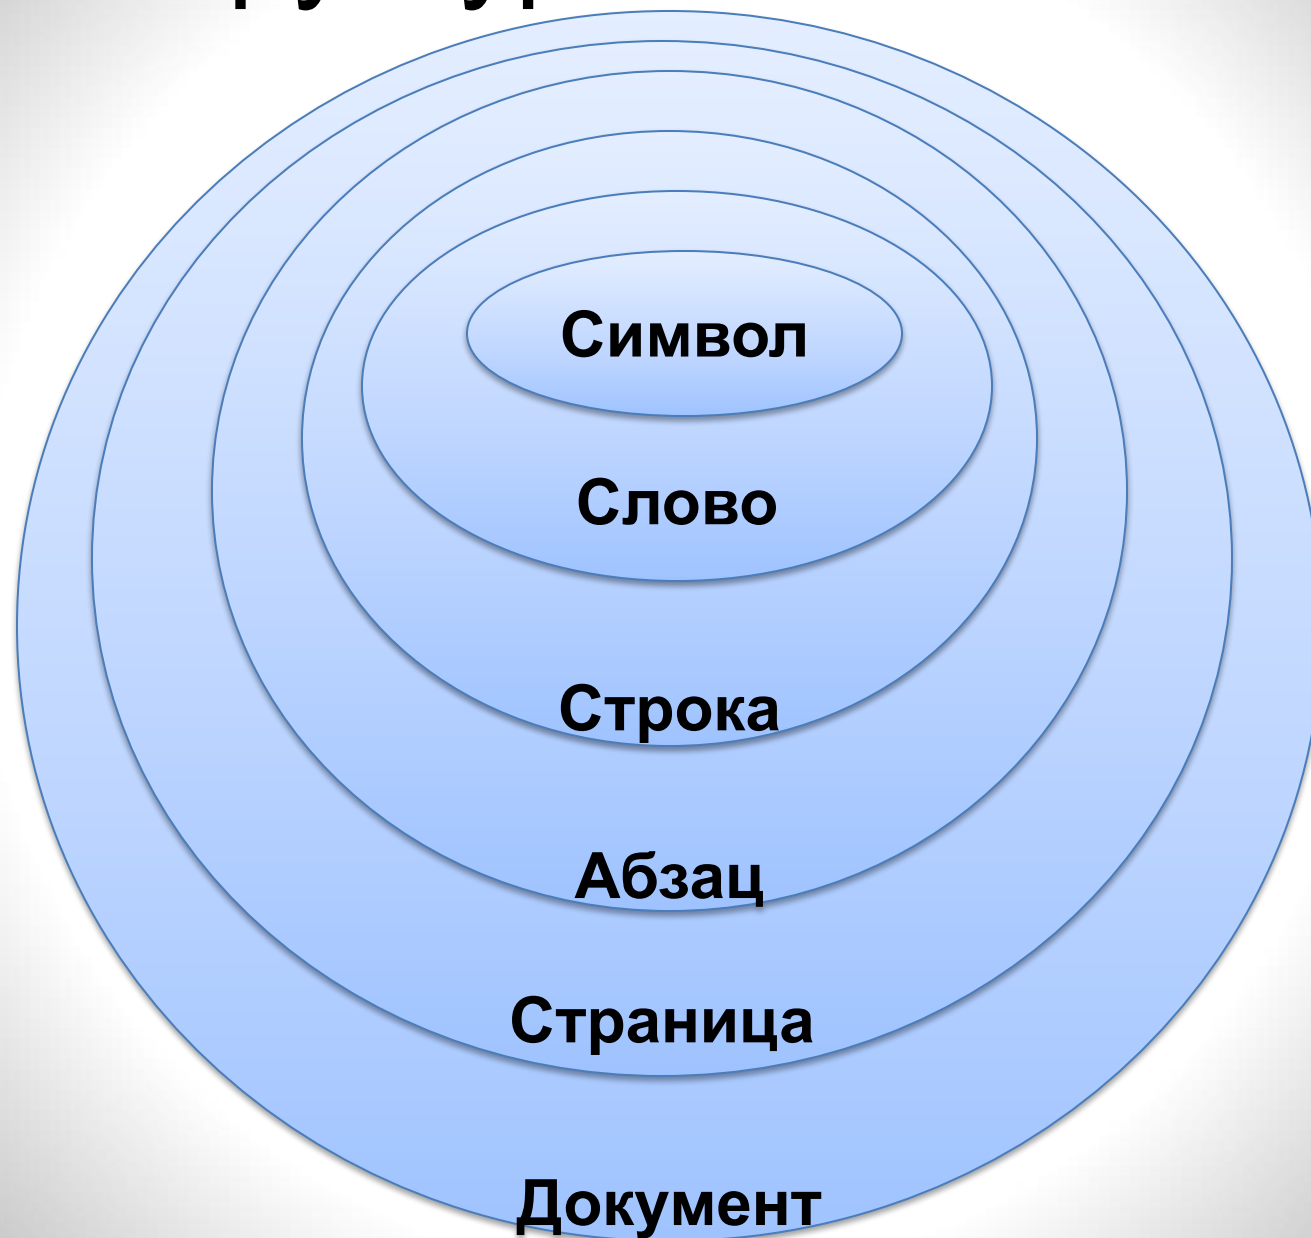 Символ
Слово
Строка
Абзац
Страница
Документ